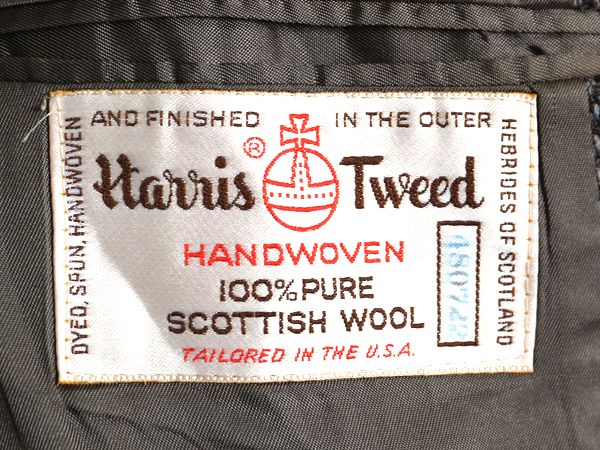 DYED, SPUN, HANDWOVEN
AND FINISHED IN THE OUTER
HEBRIDES OF SCOTLAND
Harris® Tweed
HANDWOVEN
100% PURE
SCOTTISH WOOL
TAILORED IN THE U.S.A.